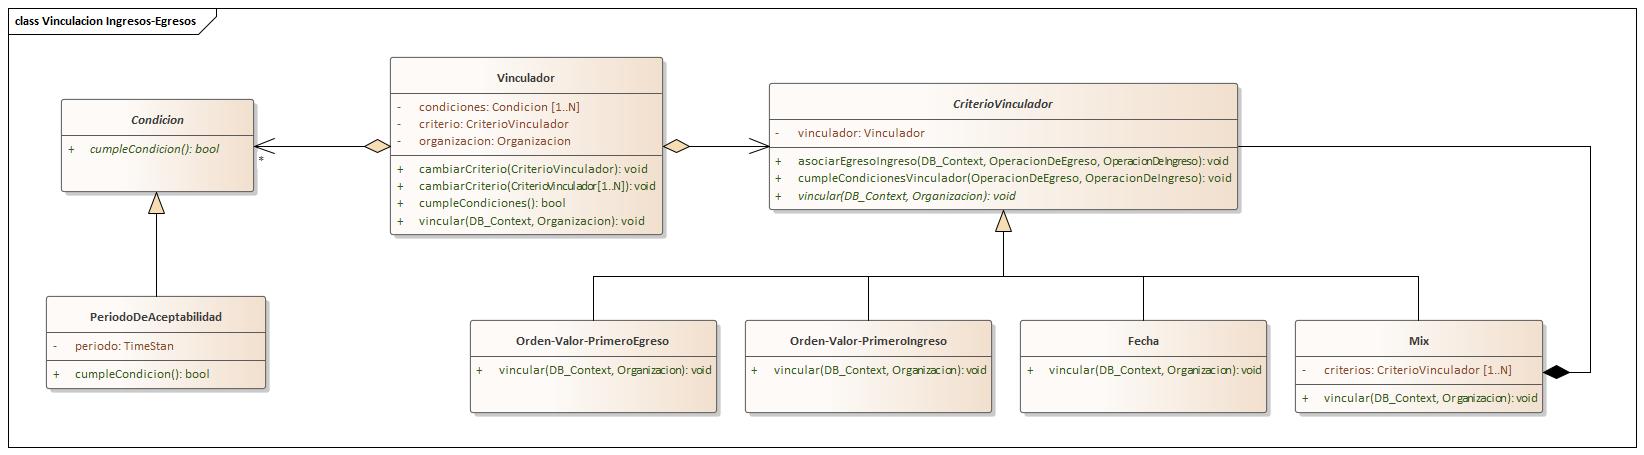 class Vinculacion Ingresos-Egresos
Condicion
+ cumpleCondicion(): bool
*
Vinculador
- condiciones: Condicion [1..N]
- criterio: CriterioVinculador
- organizacion: Organizacion
+ cambiarCriterio(CriterioVinculador): void
+ cambiarCriterio(CriterioVinculador[1..N]): void
+ cumpleCondiciones(): bool
+ vincular(DB_Context, Organizacion): void
CriterioVinculador
- vinculador: Vinculador
+ asociarEgresoIngreso(DB_Context, OperacionDeEgreso, OperacionDeIngreso): void
+ cumpleCondicionesVinculador(OperacionDeEgreso, OperacionDeIngreso): void
+ vincular(DB_Context, Organizacion): void
PeriodoDeAceptabilidad
- periodo: TimeStan
+ cumpleCondicion(): bool
Orden-Valor-PrimeroEgreso
+ vincular(DB_Context, Organizacion): void
Orden-Valor-PrimeroIngreso
+ vincular(DB_Context, Organizacion): void
Fecha
+ vincular(DB_Context, Organizacion): void
Mix
- criterios: CriterioVinculador [1..N]
+ vincular(DB_Context, Organizacion): void